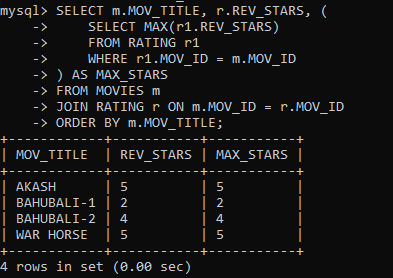 mysql> SELECT m.MOV_TITLE, r.REV_STARS, (
    ->     SELECT MAX(r1.REV_STARS)
    ->     FROM RATING r1
    ->     WHERE r1.MOV_ID = m.MOV_ID
    -> ) AS MAX_STARS
    -> FROM MOVIES m
    -> JOIN RATING r ON m.MOV_ID = r.MOV_ID
    -> ORDER BY m.MOV_TITLE;
+------------+-----------+-----------+
| MOV_TITLE  | REV_STARS | MAX_STARS |
+------------+-----------+-----------+
| AKASH      | 5         | 5         |
| BAHUBALI-1 | 2         | 2         |
| BAHUBALI-2 | 4         | 4         |
| WAR HORSE  | 5         | 5         |
+------------+-----------+-----------+
4 rows in set (0.00 sec)